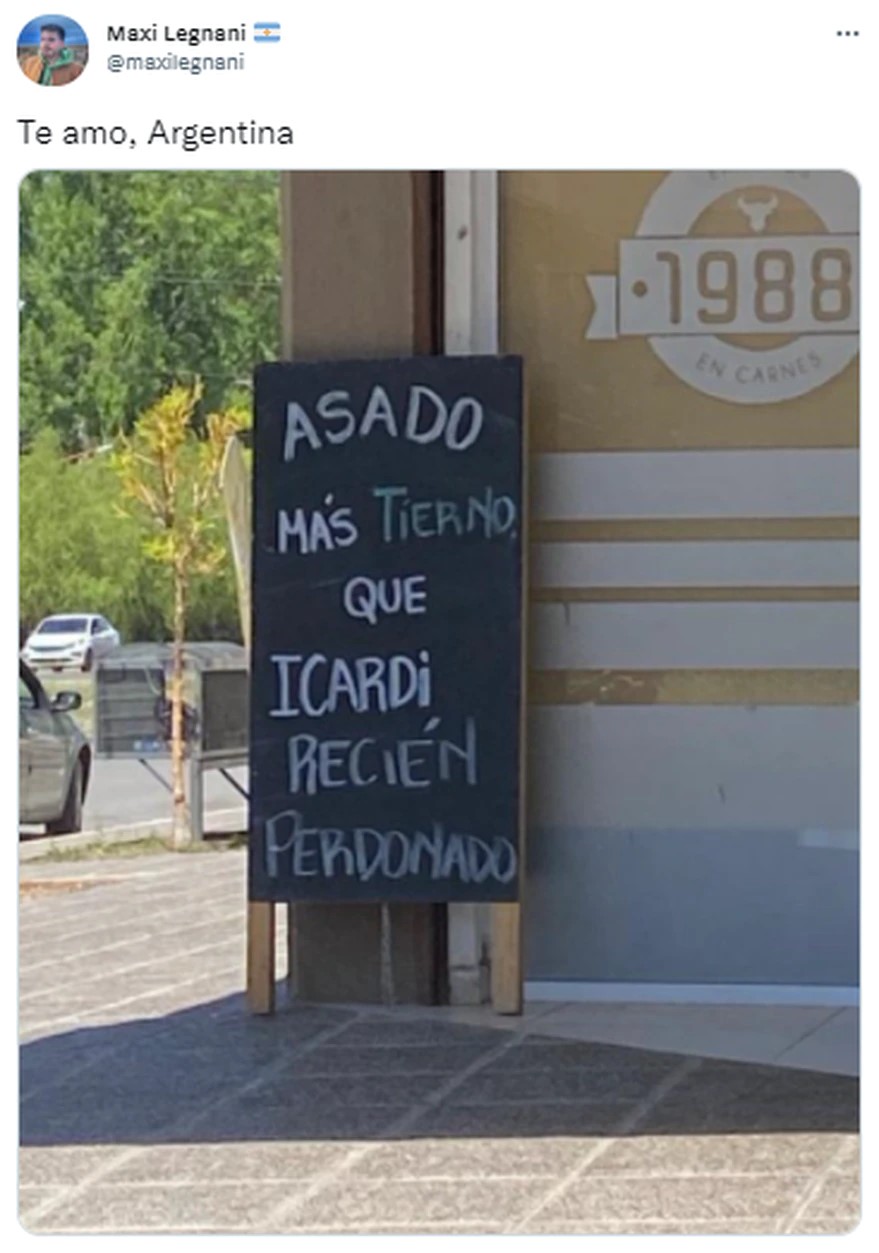 Maxi Legnani
@maxilegnani
Te amo, Argentina
1988
EN CARNES
ASADO
MÁS TIERNO
QUE
ICARDI
RECIÉN
PERDONADO